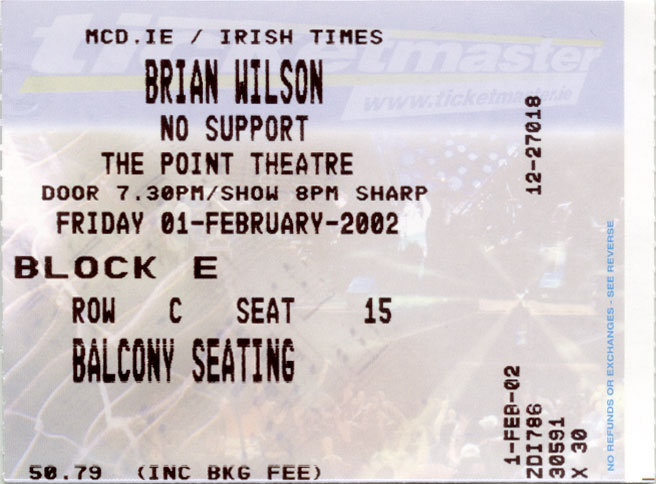 MCD.IE / IRISH TIMES
ticketmaster
BRIAN WILSON
www.ticketmaster.ie
NO SUPPORT
THE POINT THEATRE
DOOR 7.30PM/SHOW 8PM SHARP
FRIDAY 01-FEBRUARY-2002
BLOCK E
ROW C SEAT 15
BALCONY SEATING
50.79 (INC BKG FEE)
12-27018
1-FEB-02
ZDI786
30591
X 30
NO REFUNDS OR EXCHANGES - SEE REVERSE